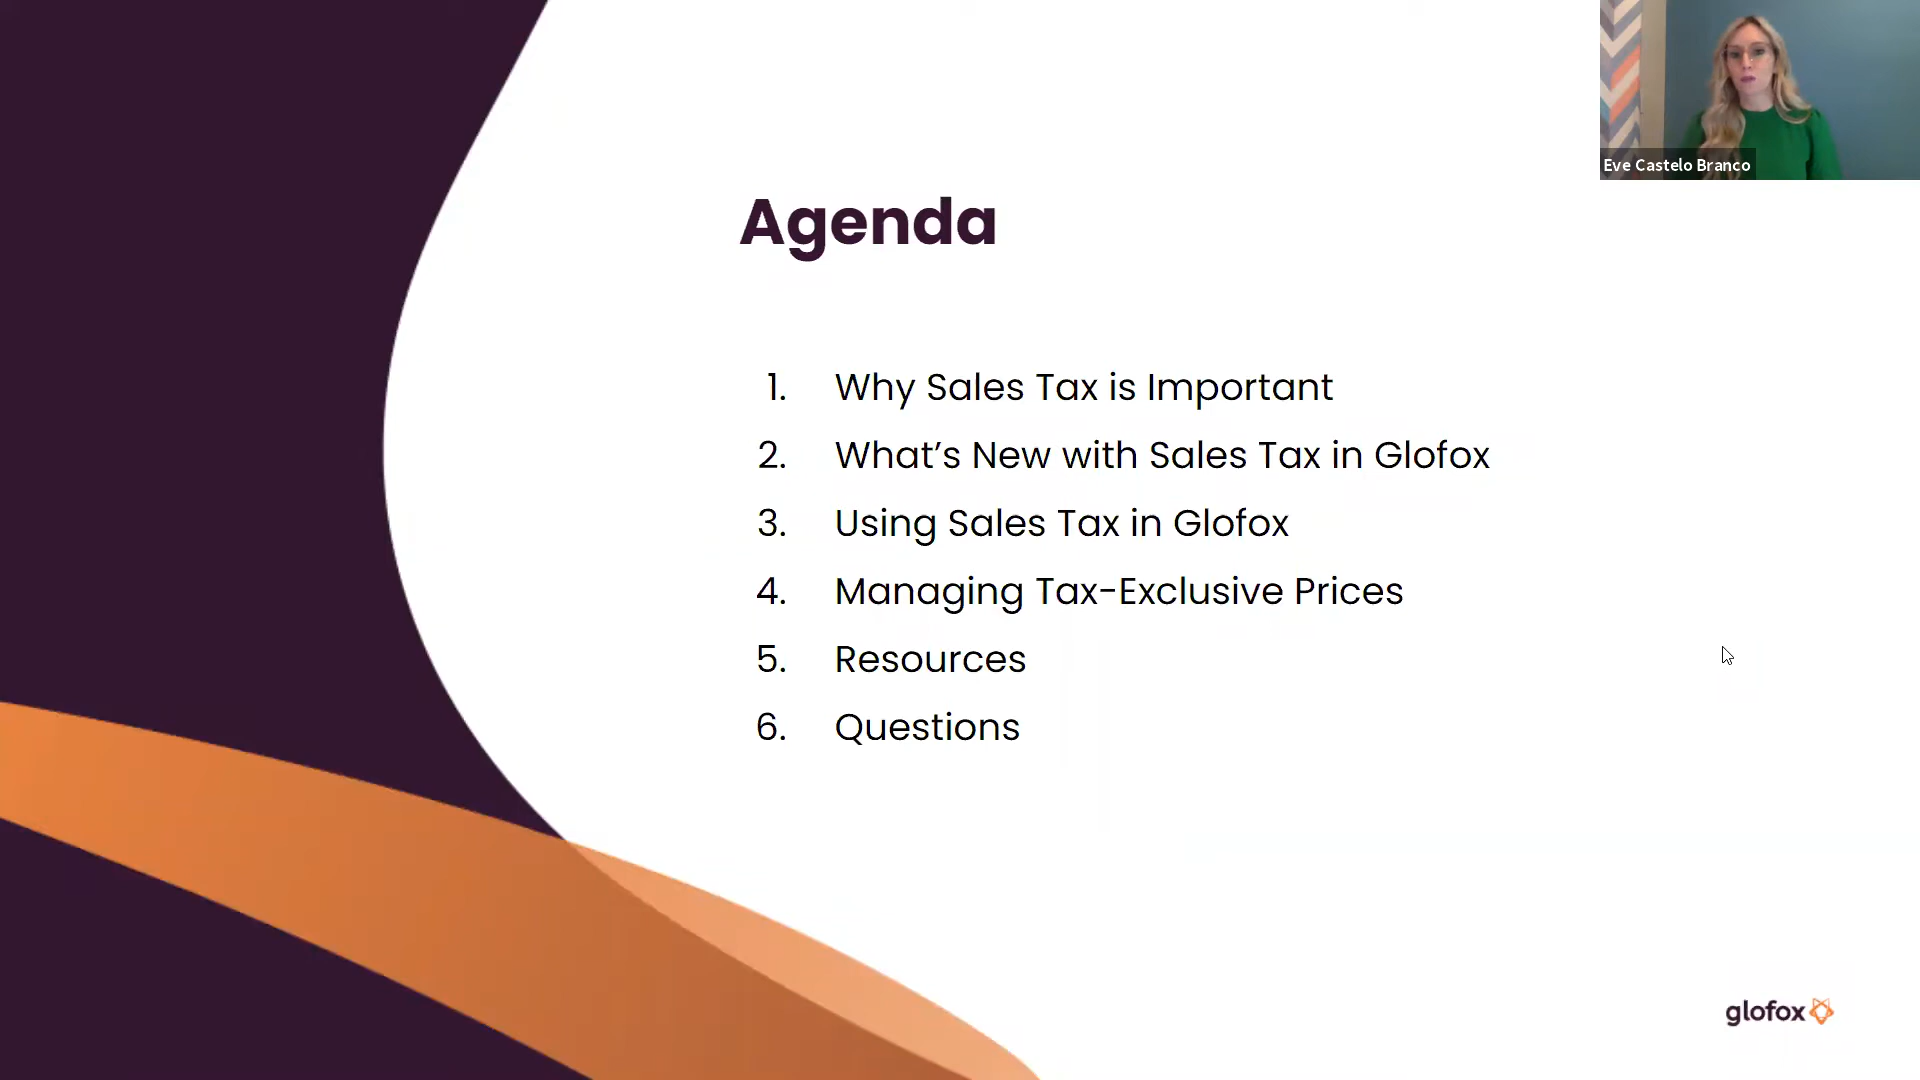 Eve Castelo Branco
Agenda
1. Why Sales Tax is Important
2. What’s New with Sales Tax in Glofox
3. Using Sales Tax in Glofox
4. Managing Tax-Exclusive Prices
5. Resources
6. Questions
glofox